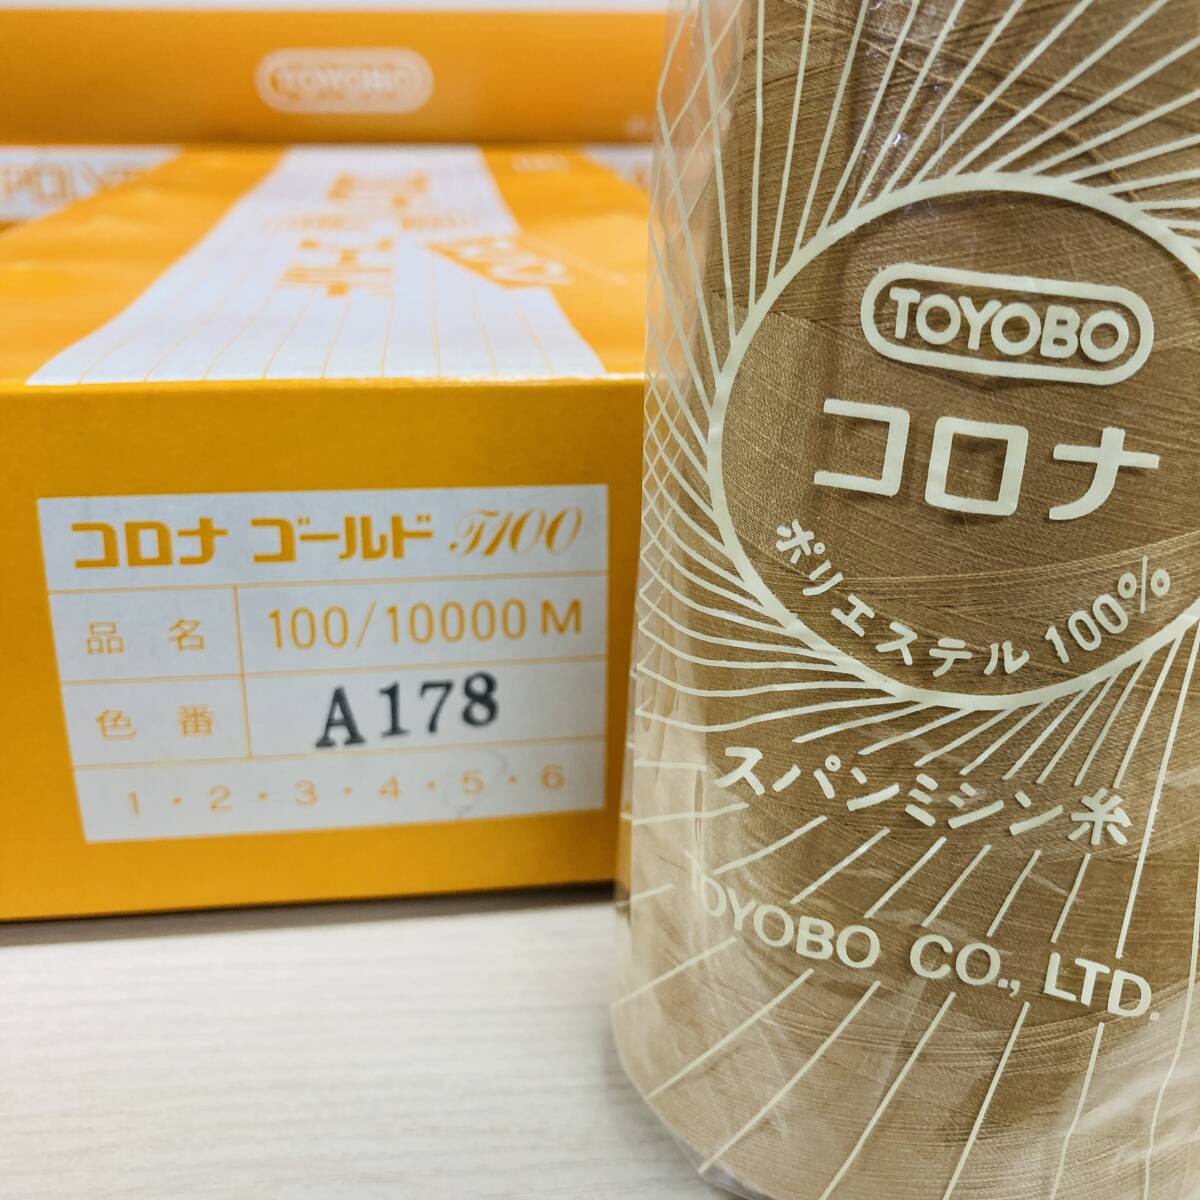 TOYOBO
コロナ ゴールド T100
品名 100/10000M
色番 A178
1・2・3・4・5・6
TOYOBO
コロナ
ポリエステル100%
スパンミシン糸
TOYOBO CO., LTD.